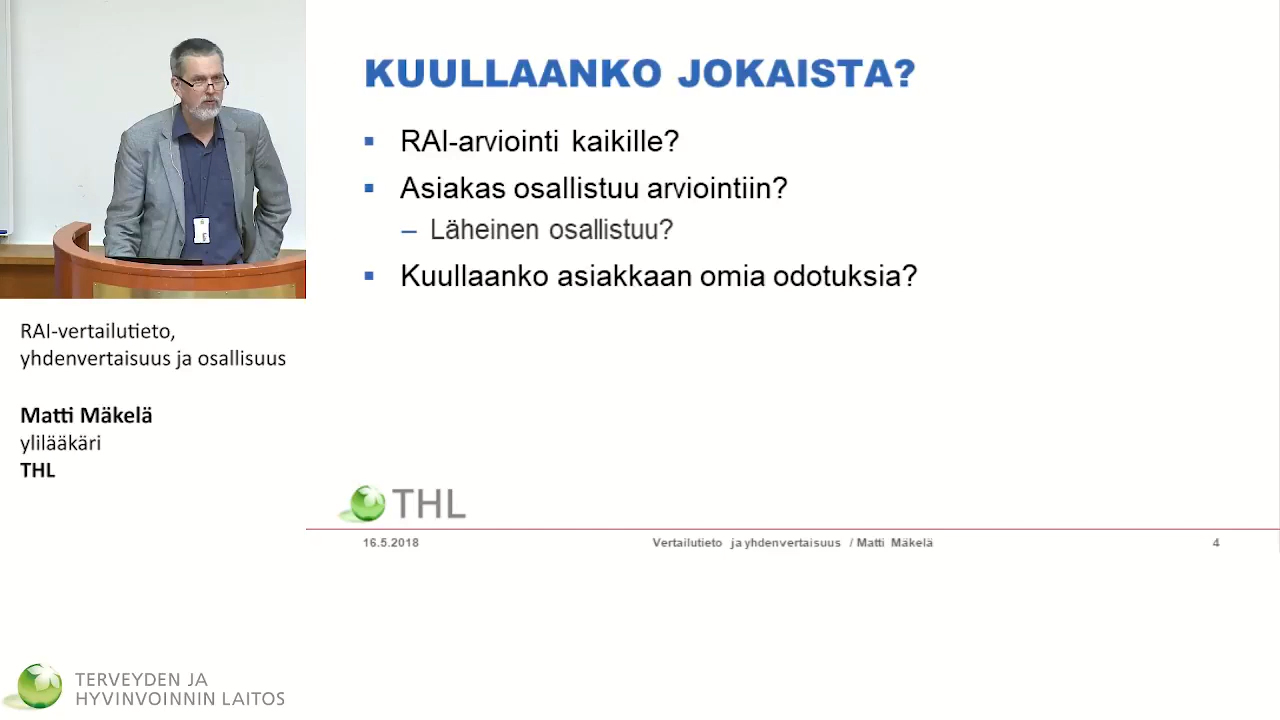 KUULLAANKO JOKAISTA?
RAI-arviointi kaikille?
Asiakas osallistuu arviointiin?
– Läheinen osallistuu?
Kuullaanko asiakkaan omia odotuksia?
RAI-vertailutieto,
yhdenvertaisuus ja osallisuus
Matti Mäkelä
ylilääkäri
THL
THL
16.5.2018 Vertailutieto ja yhdenvertaisuus / Matti Mäkelä 4
TERVEYDEN JA
HYVINVOINNIN LAITOS